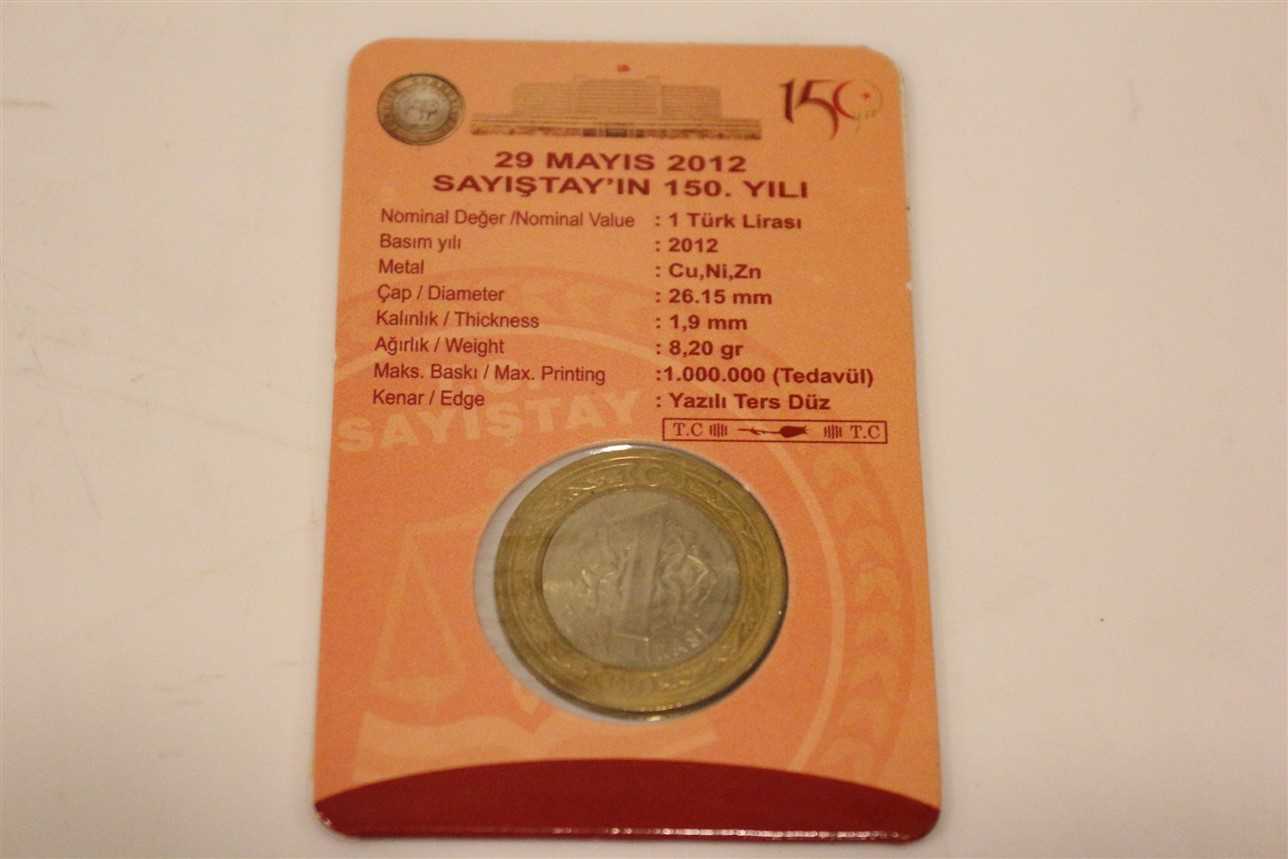 150
29 MAYIS 2012
SAYIŞTAY'IN 150. YILI
Nominal Değer /Nominal Value : 1 Türk Lirası
Basım yılı : 2012
Metal : Cu,Ni,Zn
Çap / Diameter : 26.15 mm
Kalınlık / Thickness : 1,9 mm
Ağırlık / Weight : 8,20 gr
Maks. Baskı / Max. Printing :1.000.000 (Tedavül)
Kenar / Edge : Yazılı Ters Düz
T.C T.C
SAYIŞTAY
1
LIRASI